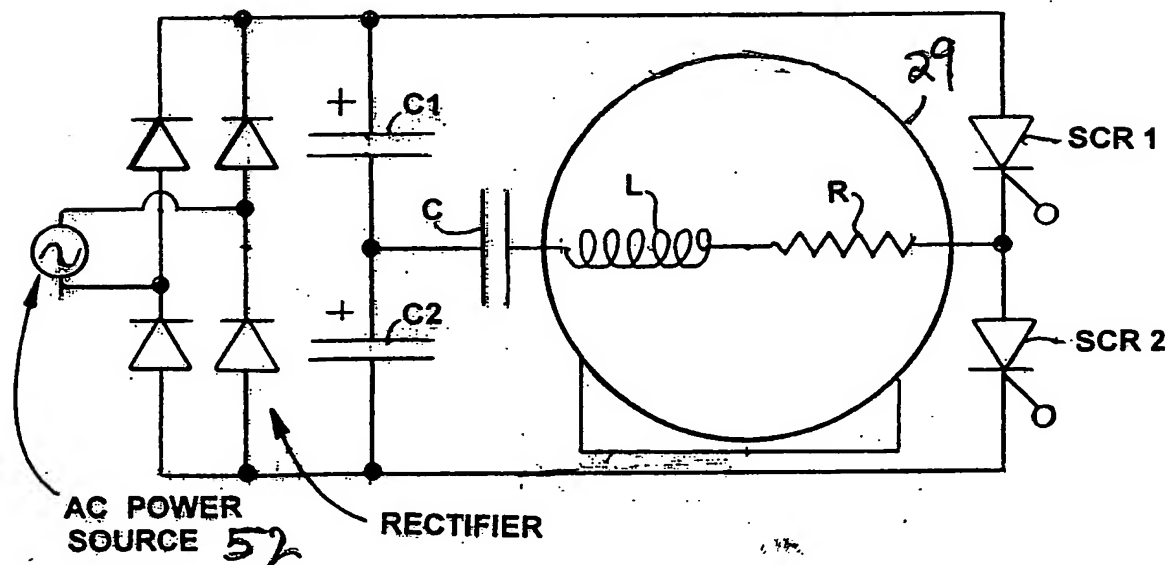 +
C1
29
SCR 1
C
L
R
+
C2
SCR 2
AC POWER
SOURCE 52
RECTIFIER